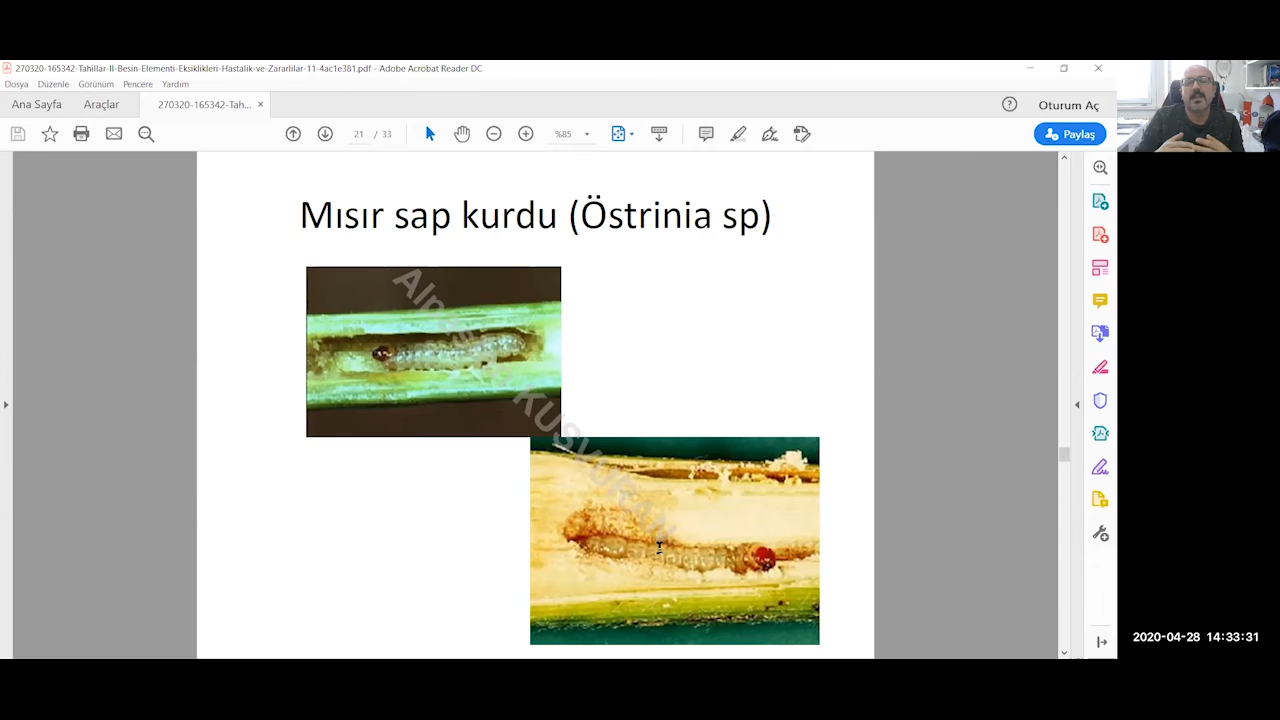 270320-165342-Tahillar-II-Besin-Elementi-Eksiklikleri-Hastalik-ve-Zararlilar-11-4ac1e381.pdf - Adobe Acrobat Reader DC
Dosya Düzenle Görünüm Pencere Yardım
Ana Sayfa Araçlar 270320-165342-Tah... × Oturum Aç
21 / 33 %85 Paylaş
Mısır sap kurdu (Östrinia sp)
KUSVURAN
2020-04-28 14:33:31